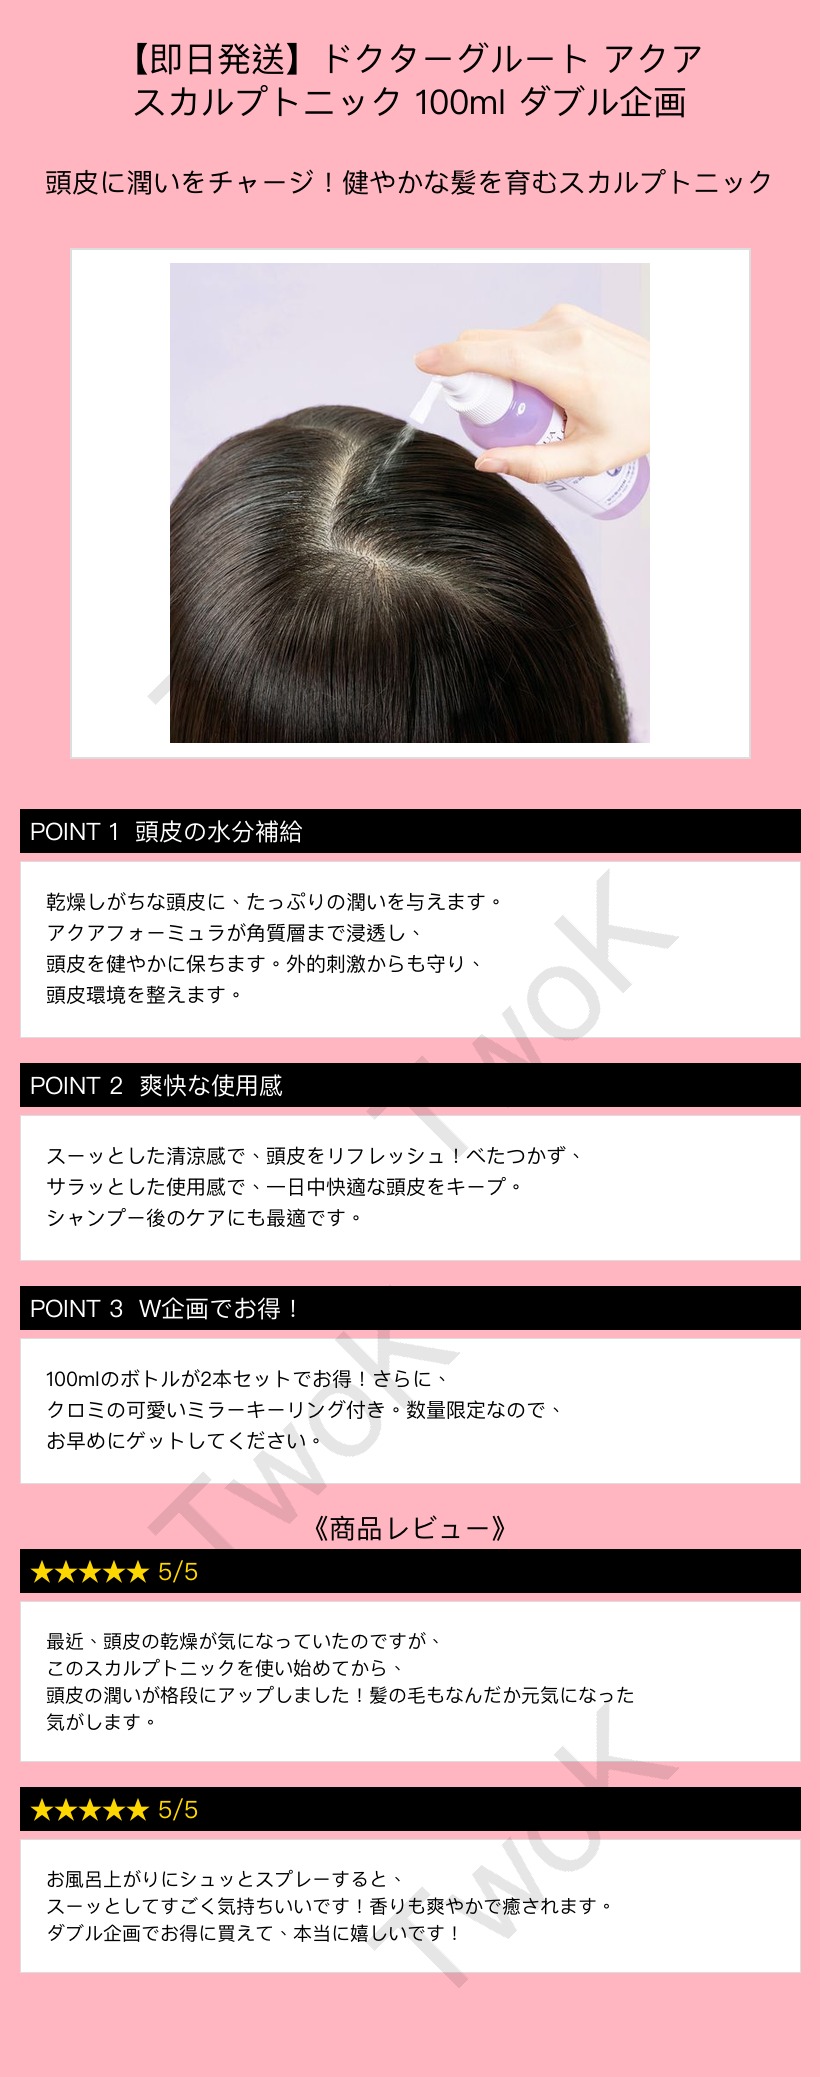 【即日発送】ドクターグルート アクア
スカルプトニック 100ml ダブル企画
頭皮に潤いをチャージ！健やかな髪を育むスカルプトニック
POINT 1 頭皮の水分補給
乾燥しがちな頭皮に、たっぷりの潤いを与えます。
アクアフォーミュラが角質層まで浸透し、
頭皮を健やかに保ちます。外的刺激からも守り、
頭皮環境を整えます。
TwoK
POINT 2 爽快な使用感
スーッとした清涼感で、頭皮をリフレッシュ！べたつかず、
サラッとした使用感で、一日中快適な頭皮をキープ。
シャンプー後のケアにも最適です。
POINT 3 W企画でお得！
100mlのボトルが2本セットでお得！さらに、
クロミの可愛いミラーキーリング付き。数量限定なので、
お早めにゲットしてください。
TwoK
《商品レビュー》
★★★★★ 5/5
最近、頭皮の乾燥が気になっていたのですが、
このスカルプトニックを使い始めてから、
頭皮の潤いが格段にアップしました！髪の毛もなんだか元気になった
気がします。
★★★★★ 5/5
お風呂上がりにシュッとスプレーすると、
スーッとしてすごく気持ちいいです！香りも爽やかで癒されます。
ダブル企画でお得に買えて、本当に嬉しいです！
TwoK